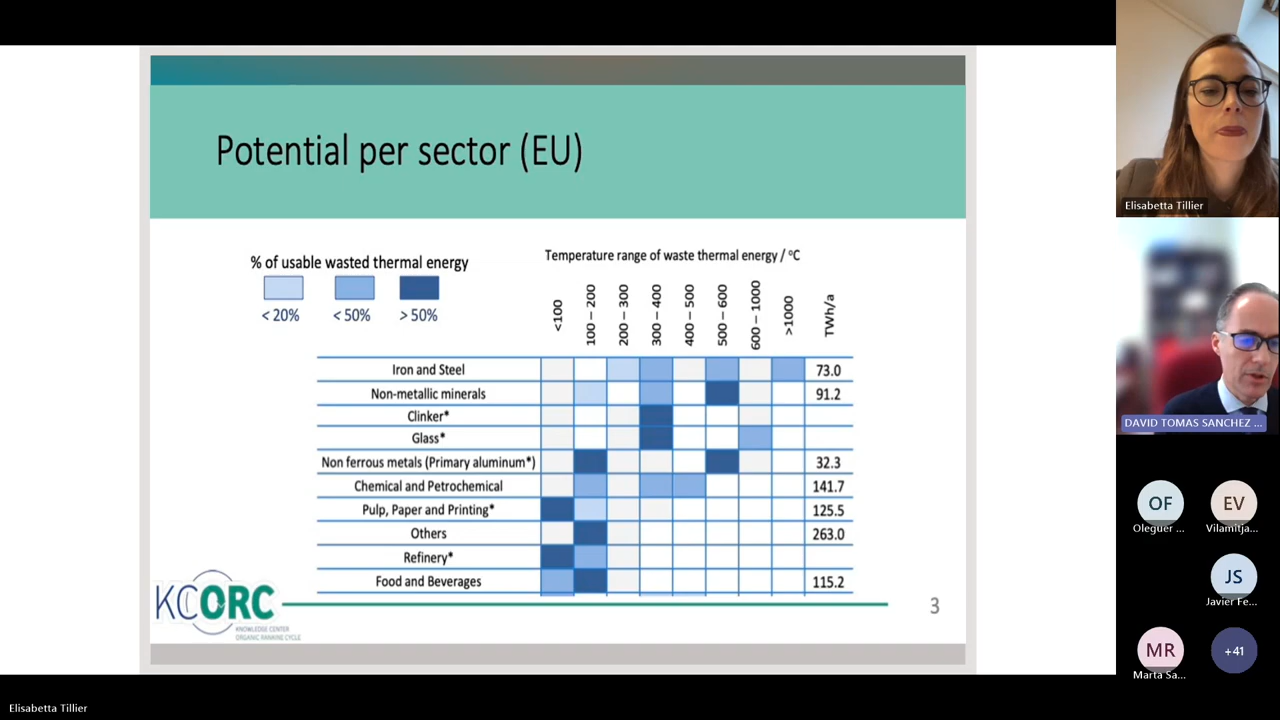 Potential per sector (EU)
% of usable wasted thermal energy
< 20%
< 50%
> 50%
Temperature range of waste thermal energy / °C
<100
100 – 200
200 – 300
300 – 400
400 – 500
500 – 600
600 - 1000
>1000
TWh/a
Iron and Steel 73.0
Non-metallic minerals 91.2
Clinker*
Glass*
Non ferrous metals (Primary aluminum*) 32.3
Chemical and Petrochemical 141.7
Pulp, Paper and Printing* 125.5
Others 263.0
Refinery*
Food and Beverages 115.2
KCORC
KNOWLEDGE CENTER
ORGANIC RANKINE CYCLE
3
Elisabetta Tillier
DAVID TOMAS SANCHEZ ...
OF
Oleguer ...
EV
Vilamitja...
JS
Javier Fe...
MR
Marta Sa...
+41
Elisabetta Tillier